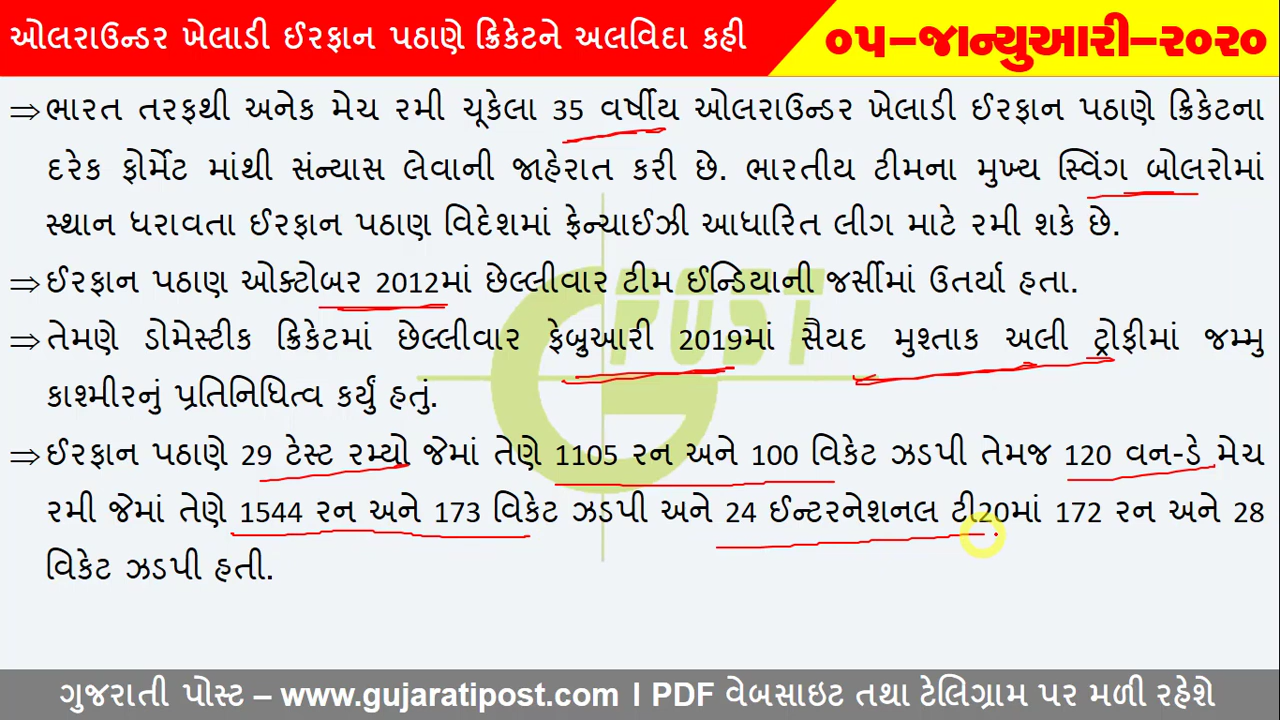 ઓલરાઉન્ડર ખેલાડી ઈરફાન પઠાણે ક્રિકેટને અલવિદા કહી
૦૫-જાન્યુઆરી-૨૦૨૦
⇒ ભારત તરફથી અનેક મેચ રમી ચૂકેલા 35 વર્ષીય ઓલરાઉન્ડર ખેલાડી ઈરફાન પઠાણે ક્રિકેટના
દરેક ફોર્મેટ માંથી સંન્યાસ લેવાની જાહેરાત કરી છે. ભારતીય ટીમના મુખ્ય સ્વિંગ બોલરોમાં
સ્થાન ધરાવતા ઈરફાન પઠાણ વિદેશમાં ફ્રેન્ચાઈઝી આધારિત લીગ માટે રમી શકે છે.
⇒ ઈરફાન પઠાણ ઓક્ટોબર 2012માં છેલ્લીવાર ટીમ ઈન્ડિયાની જર્સીમાં ઉતર્યા હતા.
⇒ તેમણે ડોમેસ્ટીક ક્રિકેટમાં છેલ્લીવાર ફેબ્રુઆરી 2019માં સૈયદ મુશ્તાક અલી ટ્રોફીમાં જમ્મુ
કાશ્મીરનું પ્રતિનિધિત્વ કર્યું હતું.
⇒ ઈરફાન પઠાણે 29 ટેસ્ટ રમ્યો જેમાં તેણે 1105 રન અને 100 વિકેટ ઝડપી તેમજ 120 વન-ડે મેચ
રમી જેમાં તેણે 1544 રન અને 173 વિકેટ ઝડપી અને 24 ઈન્ટરનેશનલ ટી20માં 172 રન અને 28
વિકેટ ઝડપી હતી.
POST
ગુજરાતી પોસ્ટ – www.gujaratipost.com I PDF વેબસાઇટ તથા ટેલિગ્રામ પર મળી રહેશે